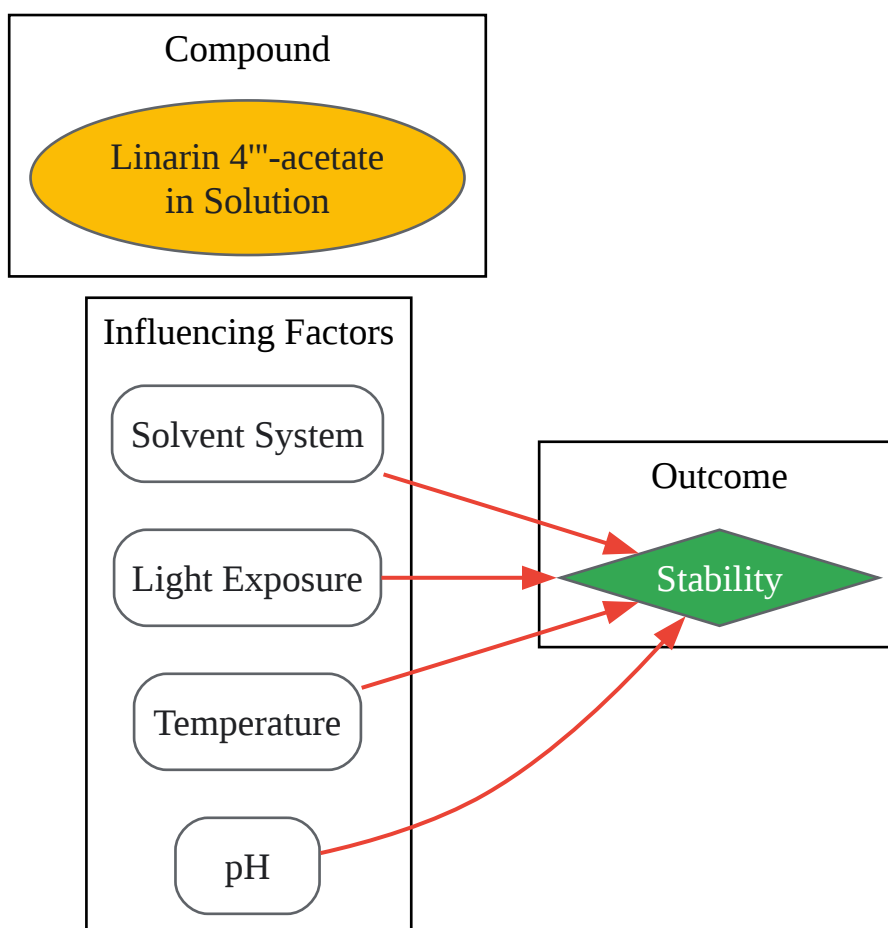 Compound
Linarin 4'''-acetate
in Solution
Influencing Factors
Solvent System
Light Exposure
Temperature
pH
Outcome
Stability